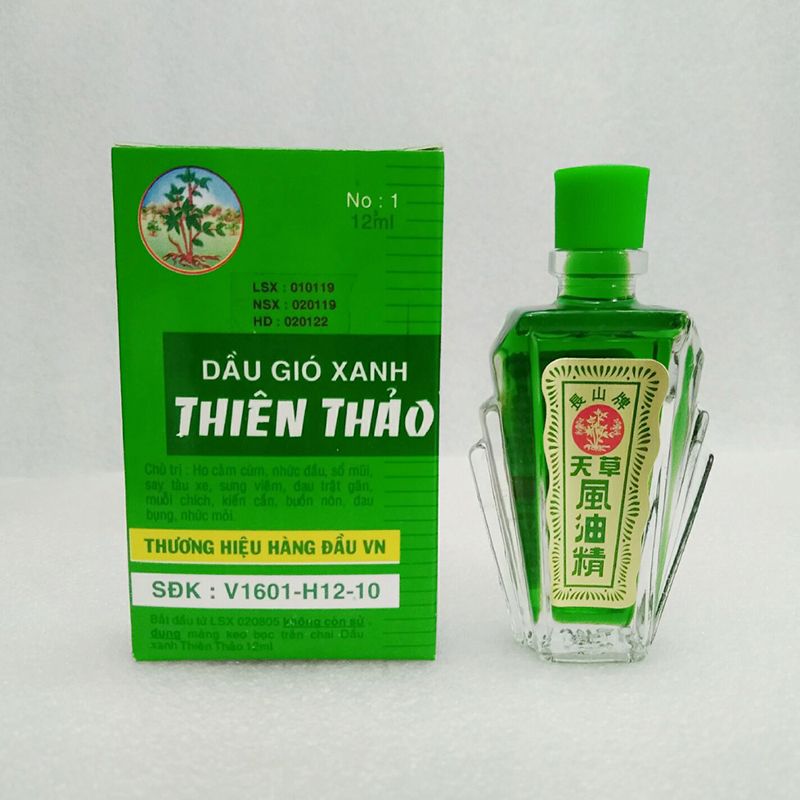 No : 1
12ml
LSX : 010119
NSX : 020119
HD : 020122
DẦU GIÓ XANH
THIÊN THẢO
Chủ trị : Ho cảm cúm, nhức đầu, sổ mũi,
say tàu xe, sưng viêm, đau trật gân,
muỗi chích, kiến cắn, buồn nôn, đau
bụng, nhức mỏi.
THƯƠNG HIỆU HÀNG ĐẦU VN
SĐK : V1601-H12-10
Bắt đầu từ LSX 020805 không còn sử
dụng màng keo bọc trên chai Dầu
xanh Thiên Thảo 12ml
長山牌
天草
風油精